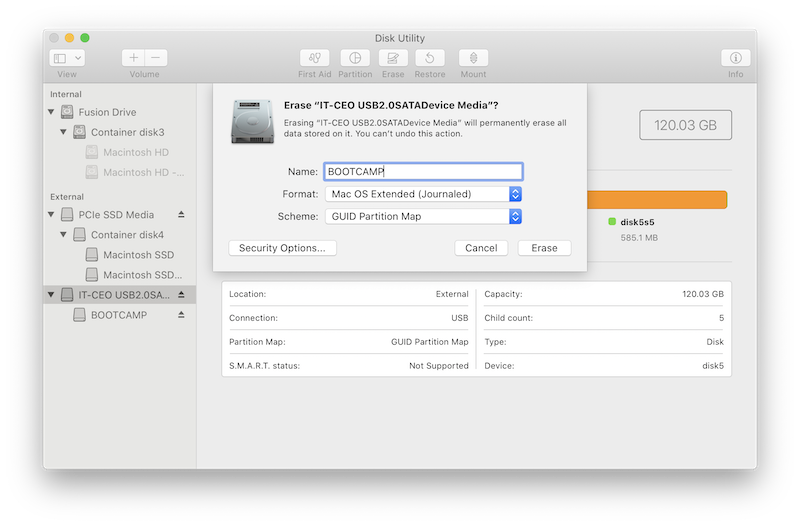 Disk Utility
View
Volume
First Aid
Partition
Erase
Restore
Mount
Info
Internal
Fusion Drive
Container disk3
Macintosh HD
Macintosh HD -...
External
PCIe SSD Media
Container disk4
Macintosh SSD
Macintosh SSD...
IT-CEO USB2.0SA...
BOOTCAMP
Erase “IT-CEO USB2.0SATADevice Media”?
Erasing “IT-CEO USB2.0SATADevice Media” will permanently erase all
data stored on it. You can't undo this action.
Name: BOOTCAMP
Format: Mac OS Extended (Journaled)
Scheme: GUID Partition Map
Security Options...
Cancel
Erase
120.03 GB
disk5s5
585.1 MB
Location: External
Capacity: 120.03 GB
Connection: USB
Child count: 5
Partition Map: GUID Partition Map
Type: Disk
S.M.A.R.T. status: Not Supported
Device: disk5